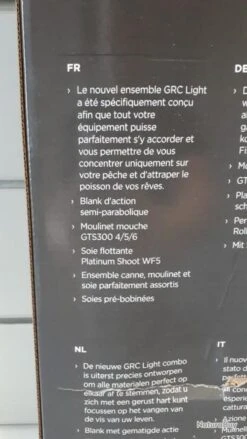 FR
› Le nouvel ensemble GRC Light
a été spécifiquement conçu
afin que tout votre
équipement puisse
parfaitement s'y accorder et
vous permettre de vous
concentrer uniquement sur
votre pêche et d'attraper le
poisson de vos rêves.
› Blank d'action
semi-parabolique
› Moulinet mouche
GTS300 4/5/6
› Soie flottante
Platinum Shoot WF5
› Ensemble canne, moulinet et
soie parfaitement assortis
› Soies pré-bobinées
DE
NL
› De nieuwe GRC Light combo
is uiterst precies ontworpen
om alle materialen perfect op
elkaar af te stemmen, zodat u
zich met een gerust hart kunt
focussen op het vangen van
de vis van uw leven.
› Blank met gematigde actie
IT
› Il nuov
stato d